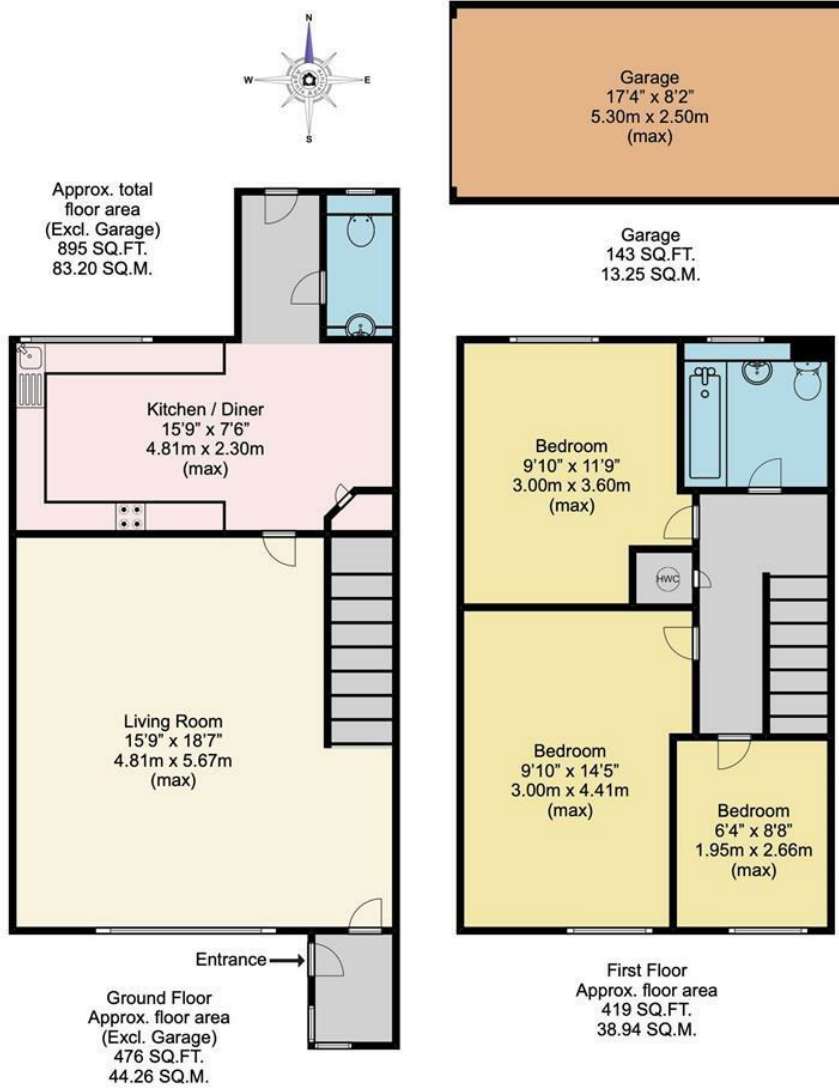 N
W
E
S
Garage
17'4" x 8'2"
5.30m x 2.50m
(max)
Approx. total
floor area
(Excl. Garage)
895 SQ.FT.
83.20 SQ.M.
Garage
143 SQ.FT.
13.25 SQ.M.
Kitchen / Diner
15'9" x 7'6"
4.81m x 2.30m
(max)
Bedroom
9'10" x 11'9"
3.00m x 3.60m
(max)
HWC
Living Room
15'9" x 18'7"
4.81m x 5.67m
(max)
Bedroom
9'10" x 14'5"
3.00m x 4.41m
(max)
Bedroom
6'4" x 8'8"
1.95m x 2.66m
(max)
Entrance
Ground Floor
Approx. floor area
(Excl. Garage)
476 SQ.FT.
44.26 SQ.M.
First Floor
Approx. floor area
419 SQ.FT.
38.94 SQ.M.